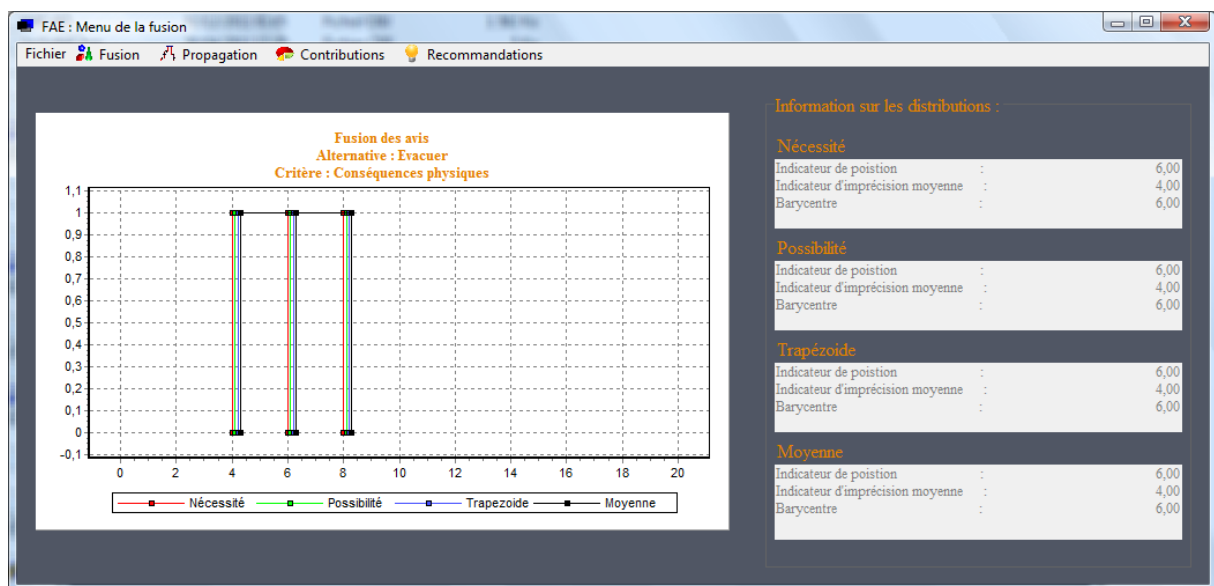 FAE : Menu de la fusion
Fichier Fusion Propagation Contributions Recommandations
Fusion des avis
Alternative : Evacuer
Critère : Conséquences physiques
1,1
1
0,9
0,8
0,7
0,6
0,5
0,4
0,3
0,2
0,1
0
-0,1
0 2 4 6 8 10 12 14 16 18 20
Nécessité Possibilité Trapezoide Moyenne
Information sur les distributions :
Nécessité
Indicateur de poistion : 6,00
Indicateur d'imprécision moyenne : 4,00
Barycentre : 6,00
Possibilité
Indicateur de poistion : 6,00
Indicateur d'imprécision moyenne : 4,00
Barycentre : 6,00
Trapézoide
Indicateur de poistion : 6,00
Indicateur d'imprécision moyenne : 4,00
Barycentre : 6,00
Moyenne
Indicateur de poistion : 6,00
Indicateur d'imprécision moyenne : 4,00
Barycentre : 6,00